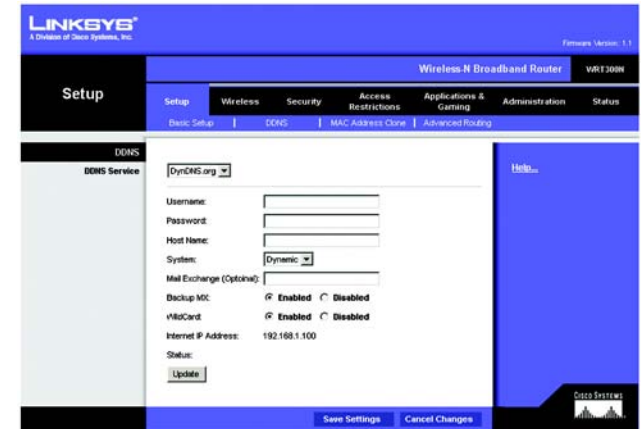 LINKSYS®
A Division of Cisco Systems, Inc.
Firmware Version: 1.1
Wireless-N Broadband Router WRT300N
Setup
Setup Wireless Security Access Restrictions Applications & Gaming Administration Status
Basic Setup | DDNS | MAC Address Clone | Advanced Routing
DDNS
DDNS Service
DynDNS.org
Help...
Username:
Password:
Host Name:
System: Dynamic
Mail Exchange (Optoinal):
Backup MX: Enabled Disabled
WildCard: Enabled Disabled
Internet IP Address: 192.168.1.100
Status:
Update
Save Settings Cancel Changes
CISCO SYSTEMS